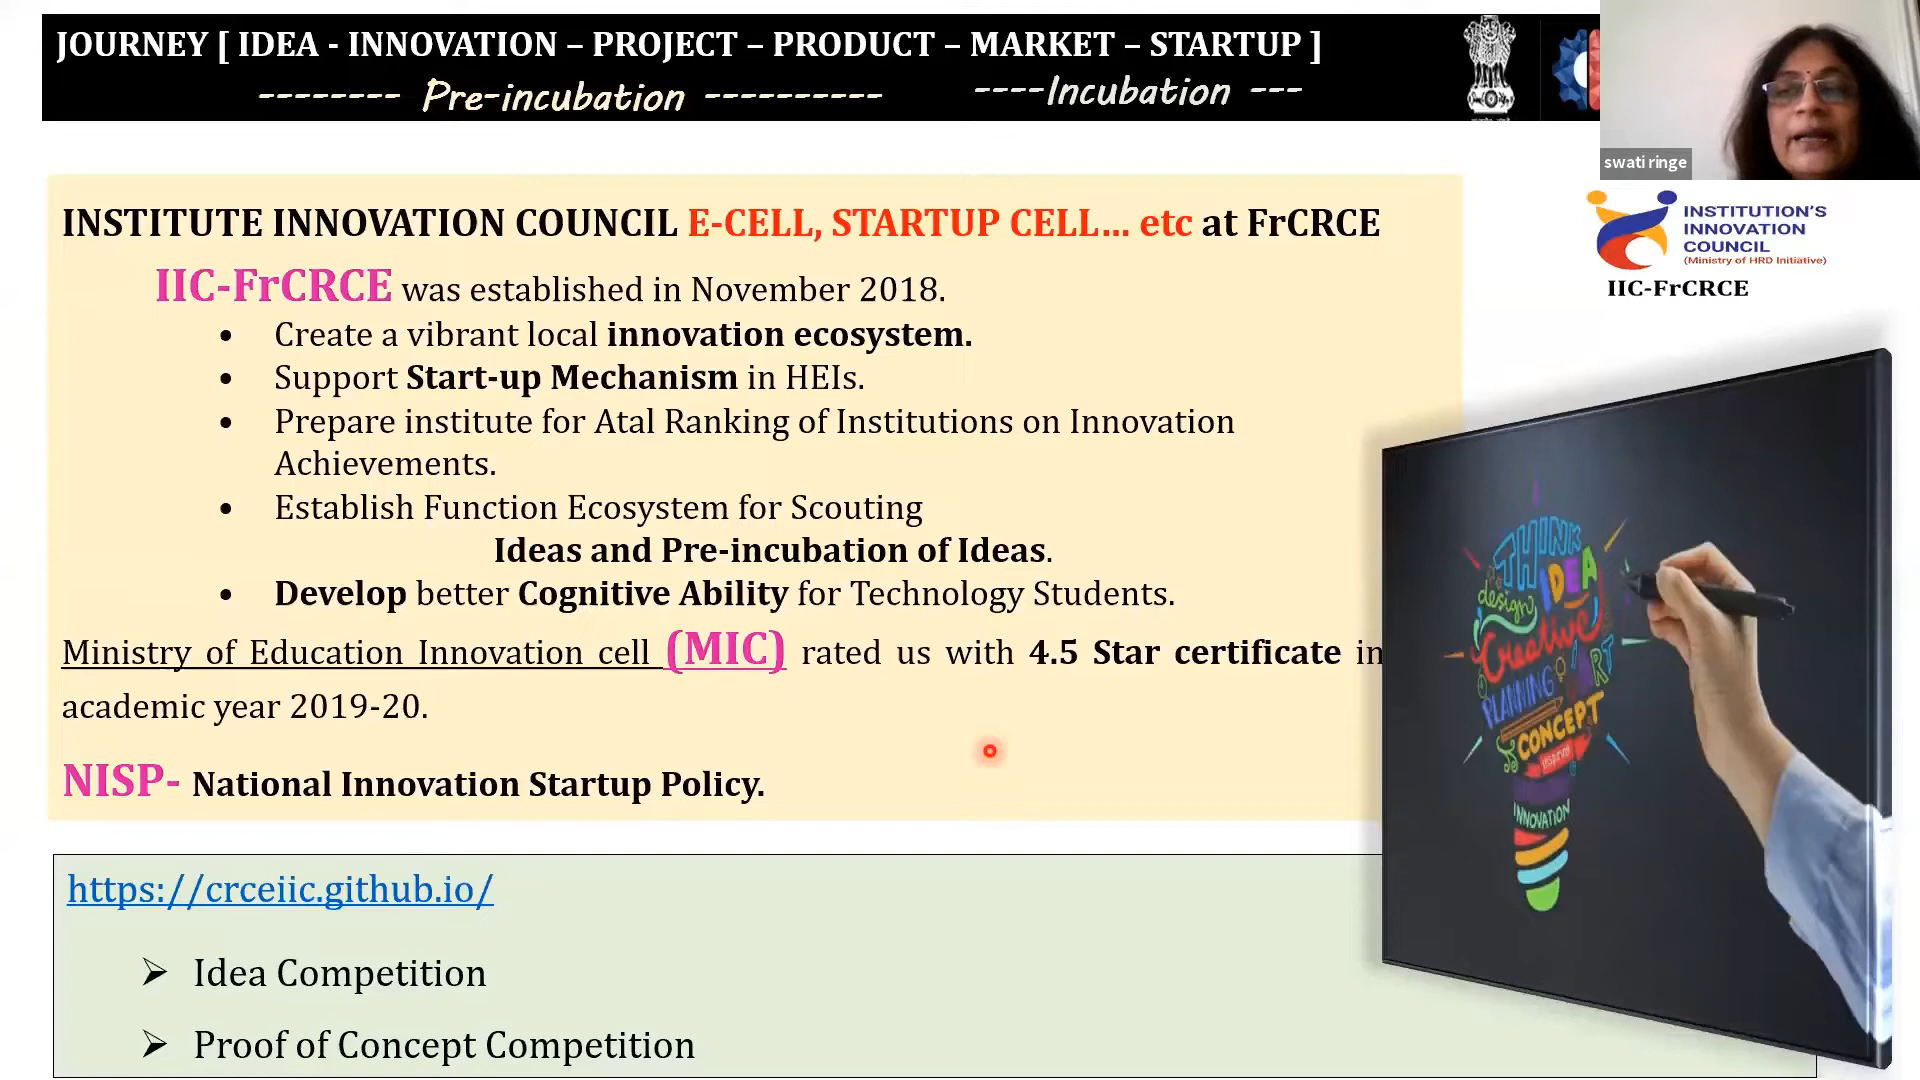 JOURNEY [ IDEA - INNOVATION – PROJECT – PRODUCT – MARKET – STARTUP ]
-------- Pre-incubation ---------- ----Incubation ---
swati ringe
INSTITUTION'S
INNOVATION
COUNCIL
(Ministry of HRD Initiative)
IIC-FrCRCE
INSTITUTE INNOVATION COUNCIL E-CELL, STARTUP CELL... etc at FrCRCE
IIC-FrCRCE was established in November 2018.
• Create a vibrant local innovation ecosystem.
• Support Start-up Mechanism in HEIs.
• Prepare institute for Atal Ranking of Institutions on Innovation
Achievements.
• Establish Function Ecosystem for Scouting
Ideas and Pre-incubation of Ideas.
• Develop better Cognitive Ability for Technology Students.
Ministry of Education Innovation cell (MIC) rated us with 4.5 Star certificate in
academic year 2019-20.
NISP- National Innovation Startup Policy.
THINK
IDEA
design
Creative
PLANNING
ART
CONCEPT
INNOVATION
https://crceiic.github.io/
➢ Idea Competition
➢ Proof of Concept Competition